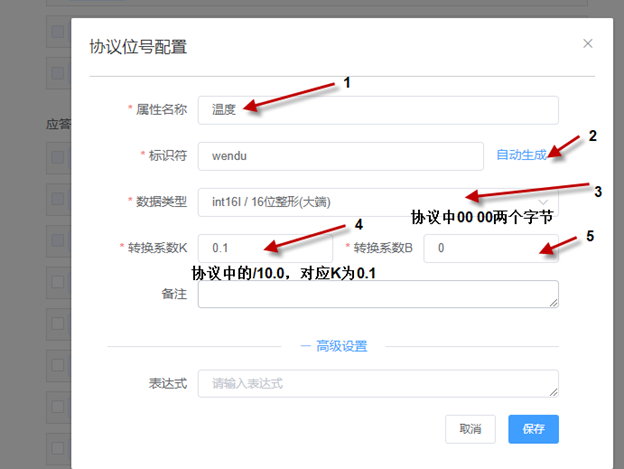 协议位号配置
1
* 属性名称 温度
2
* 标识符 wendu 自动生成
3
* 数据类型 int16l / 16位整形(大端)
协议中00 00两个字节
4
5
* 转换系数K 0.1 * 转换系数B 0
协议中的/10.0，对应K为0.1
备注
应答
高级设置
表达式 请输入表达式
取消 保存